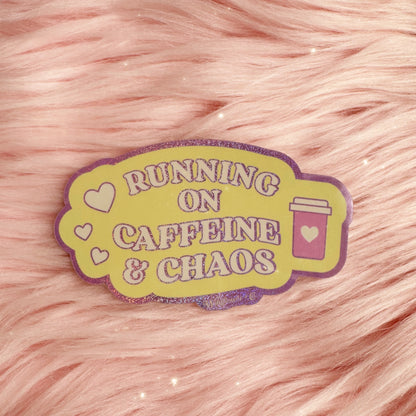 RUNNING
ON
CAFFEINE
& CHAOS